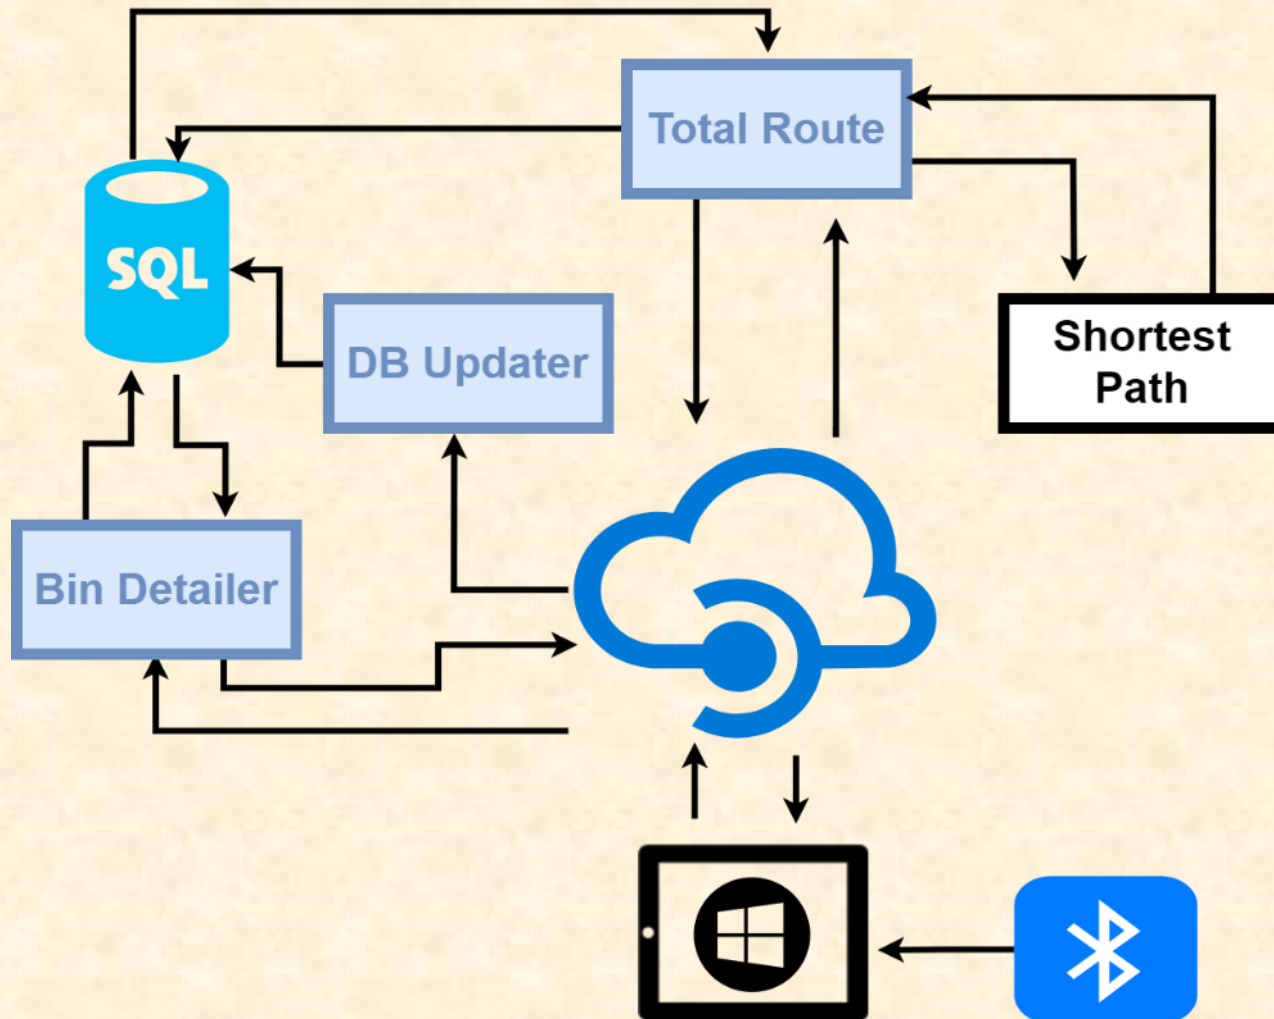 Total Route
SQL
DB Updater
Shortest
Path
Bin Detailer